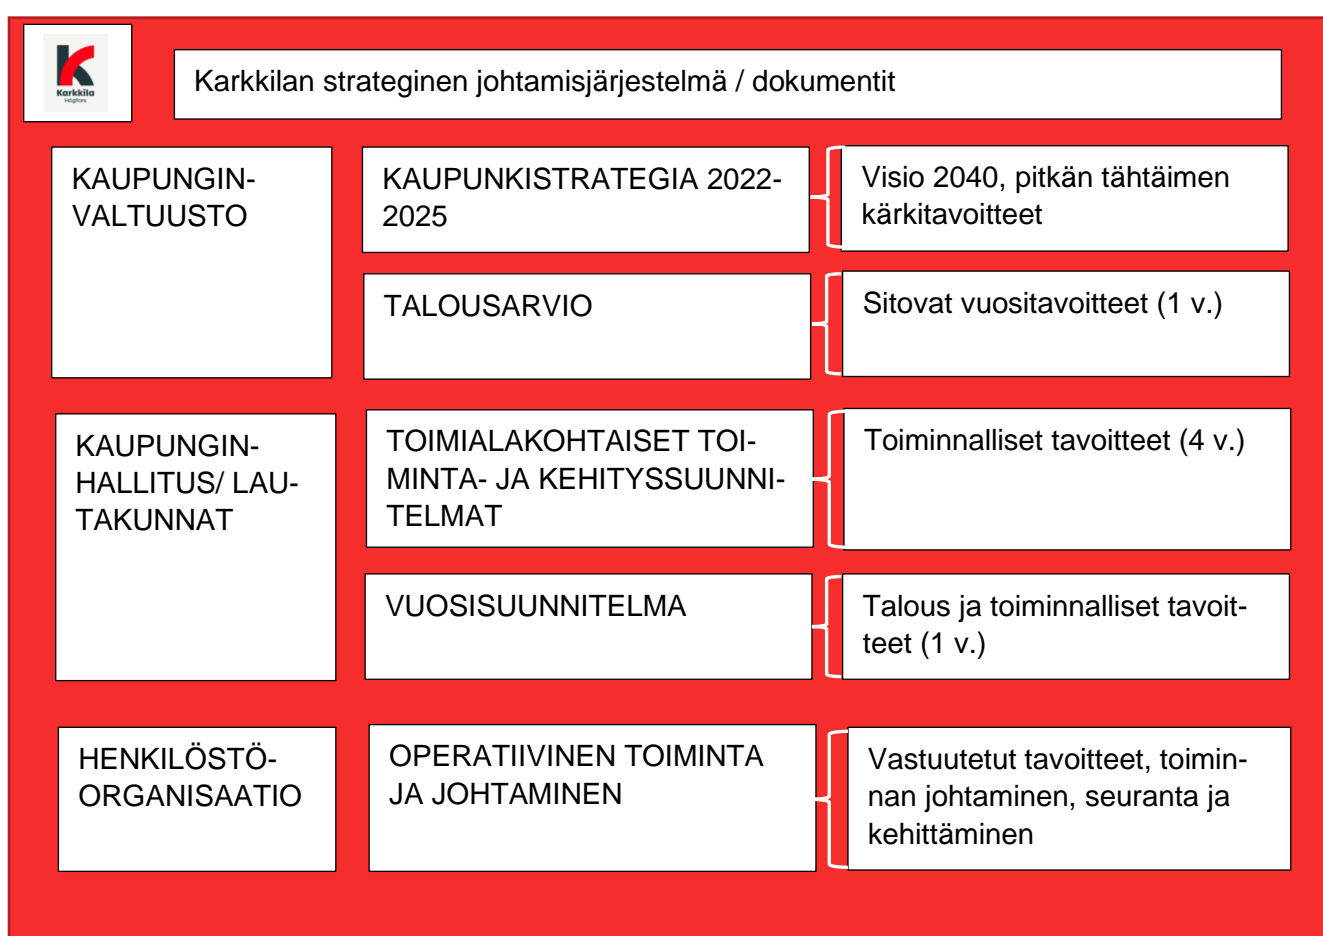 Karkkila
Högfors
Karkkilan strateginen johtamisjärjestelmä / dokumentit
KAUPUNGIN-
VALTUUSTO
KAUPUNKISTRATEGIA 2022-
2025
Visio 2040, pitkän tähtäimen
kärkitavoitteet
TALOUSARVIO
Sitovat vuositavoitteet (1 v.)
KAUPUNGIN-
HALLITUS/ LAU-
TAKUNNAT
TOIMIALAKOHTAISET TOI-
MINTA- JA KEHITYSSUUNNI-
TELMAT
Toiminnalliset tavoitteet (4 v.)
VUOSISUUNNITELMA
Talous ja toiminnalliset tavoit-
teet (1 v.)
HENKILÖSTÖ-
ORGANISAATIO
OPERATIIVINEN TOIMINTA
JA JOHTAMINEN
Vastuutetut tavoitteet, toimin-
nan johtaminen, seuranta ja
kehittäminen